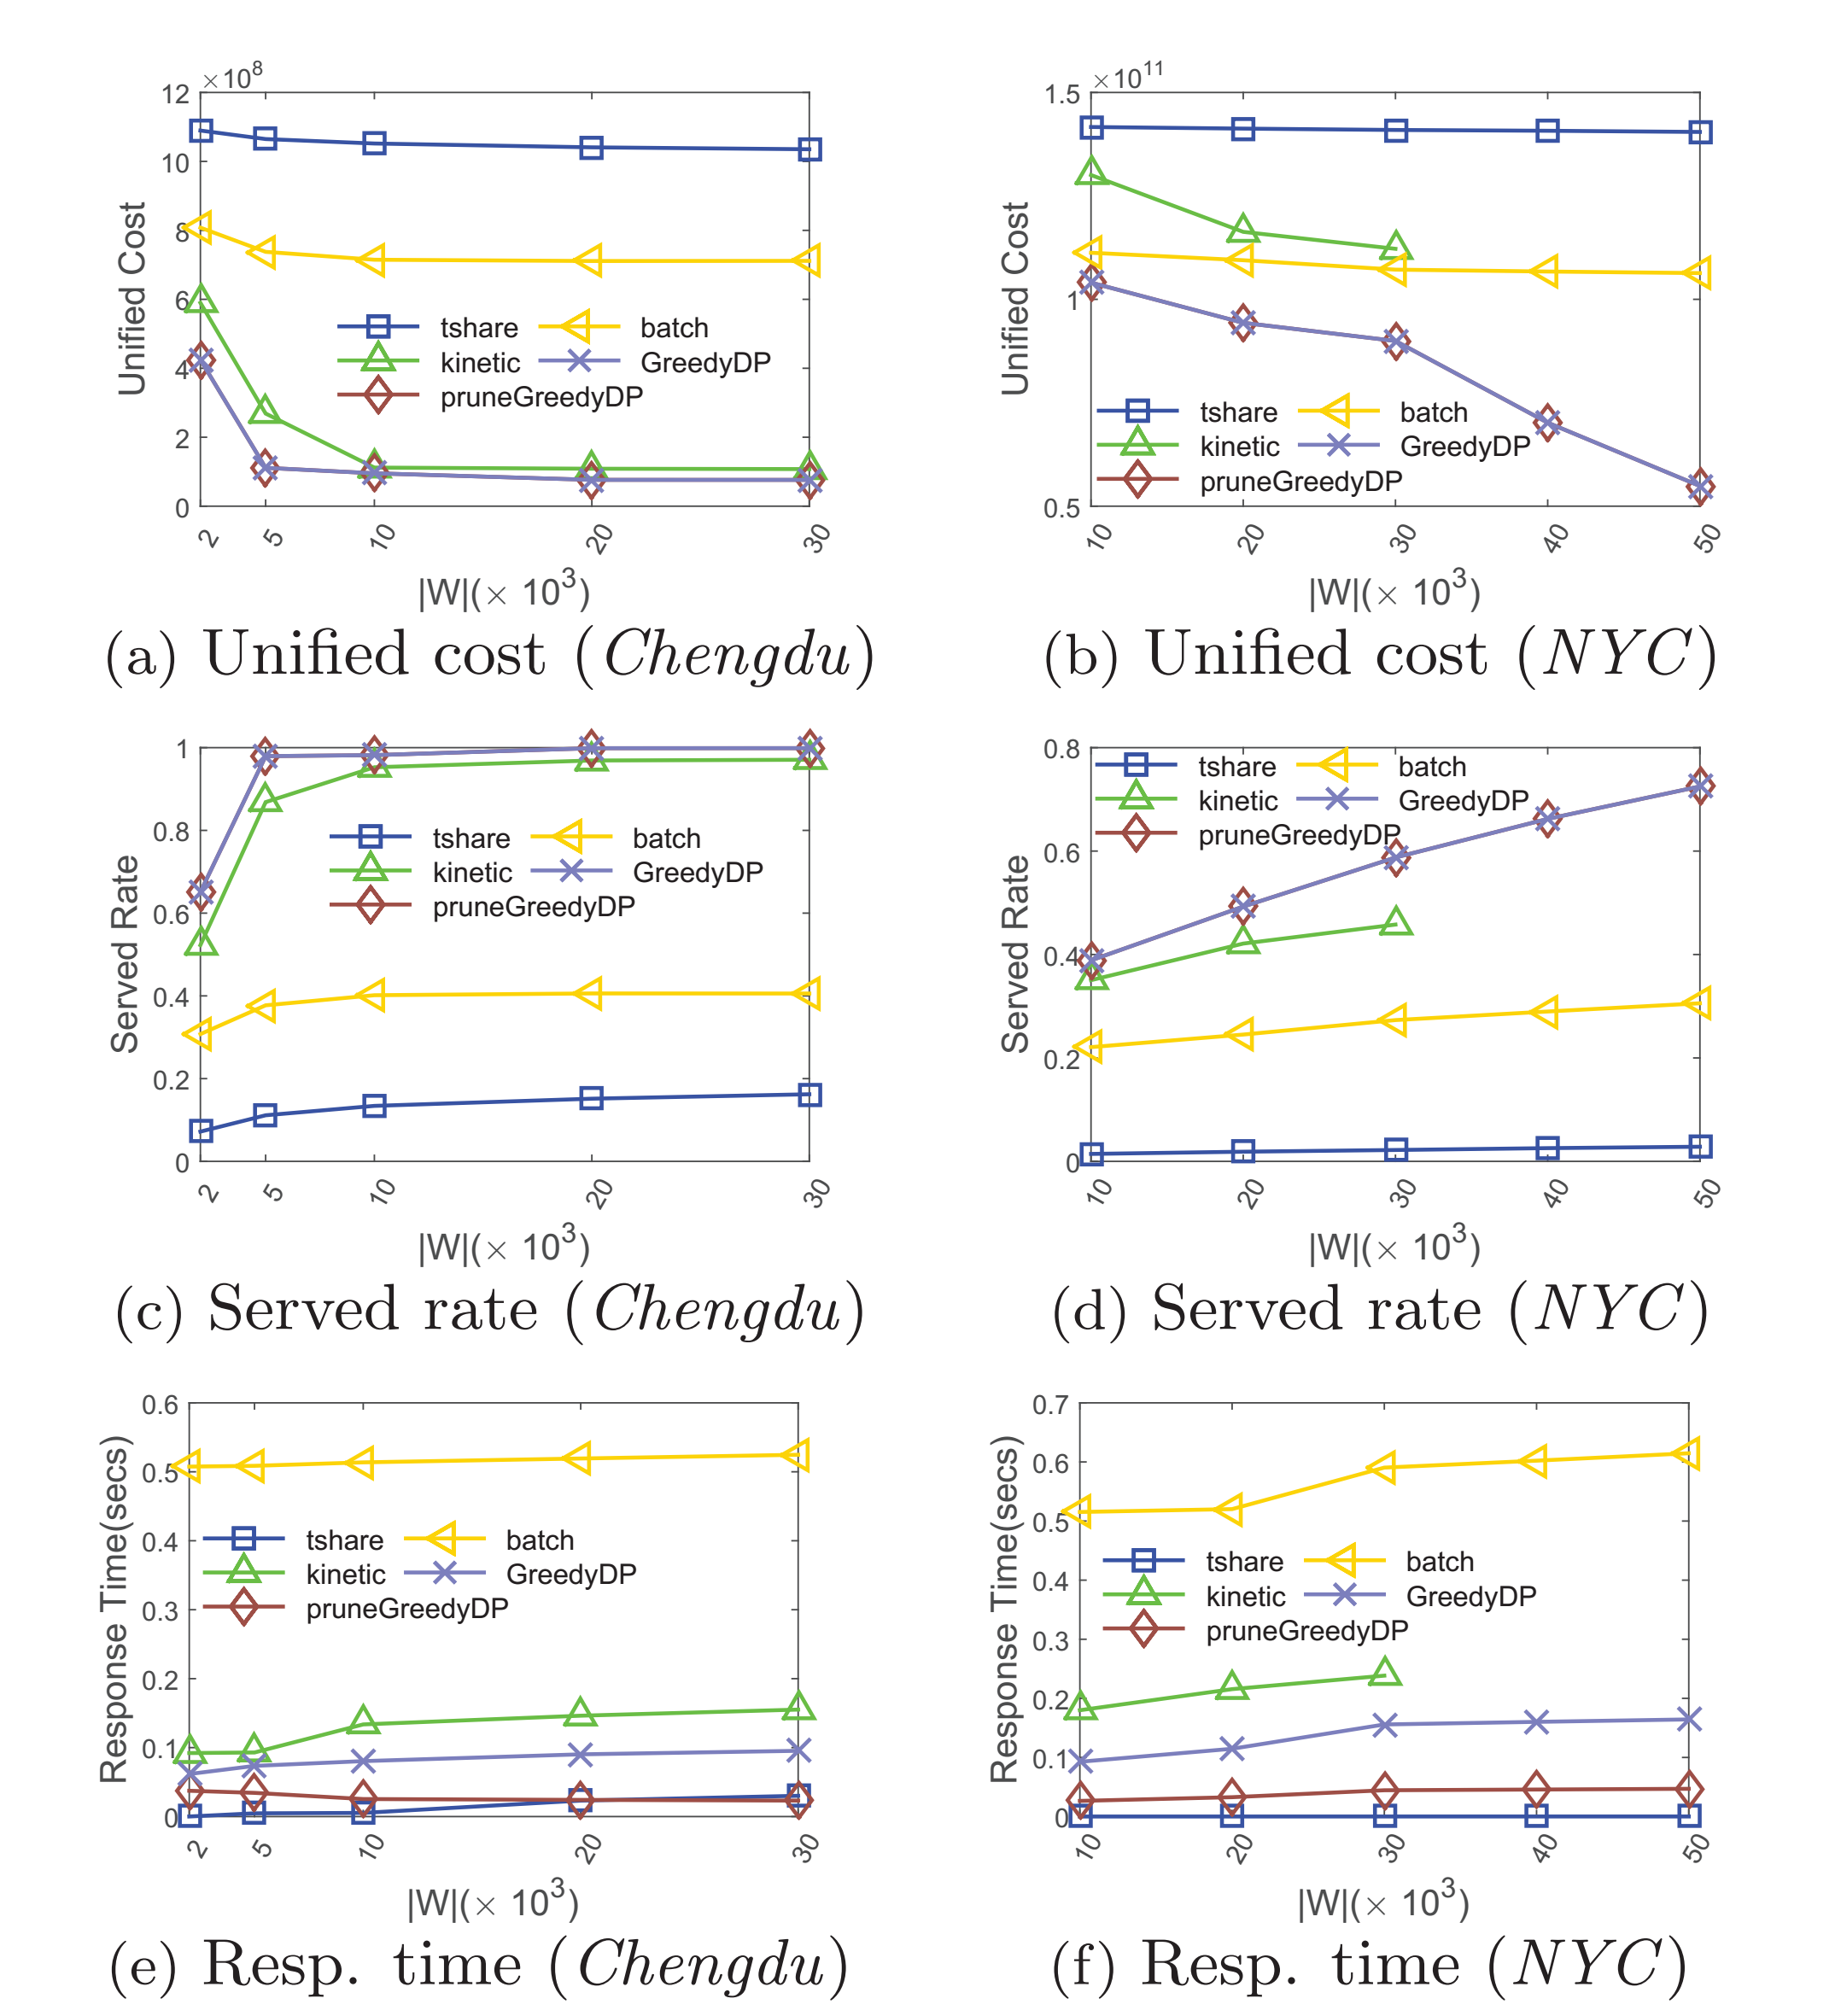 ×10^8
12
10
8
6
4
2
0
Unified Cost
tshare batch
kinetic GreedyDP
pruneGreedyDP
2 5 10 20 30
|W|(× 10^3)
(a) Unified cost (Chengdu)
×10^11
1.5
1
0.5
Unified Cost
tshare batch
kinetic GreedyDP
pruneGreedyDP
10 20 30 40 50
|W|(× 10^3)
(b) Unified cost (NYC)
1
0.8
0.6
0.4
0.2
0
Served Rate
tshare batch
kinetic GreedyDP
pruneGreedyDP
2 5 10 20 30
|W|(× 10^3)
(c) Served rate (Chengdu)
0.8
0.6
0.4
0.2
0
Served Rate
tshare batch
kinetic GreedyDP
pruneGreedyDP
10 20 30 40 50
|W|(× 10^3)
(d) Served rate (NYC)
0.6
0.5
0.4
0.3
0.2
0.1
0
Response Time(secs)
tshare batch
kinetic GreedyDP
pruneGreedyDP
2 5 10 20 30
|W|(× 10^3)
(e) Resp. time (Chengdu)
0.7
0.6
0.5
0.4
0.3
0.2
0.1
0
Response Time(secs)
tshare batch
kinetic GreedyDP
pruneGreedyDP
10 20 30 40 50
|W|(× 10^3)
(f) Resp. time (NYC)